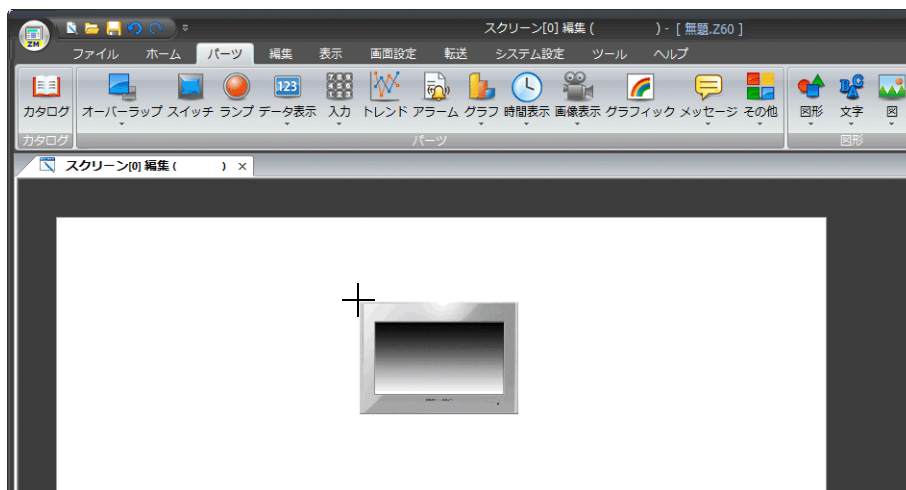 スクリーン[0] 編集 ( ) - [ 無題.Z60 ]
ZM
ファイル ホーム パーツ 編集 表示 画面設定 転送 システム設定 ツール ヘルプ
123
カタログ オーバーラップ スイッチ ランプ データ表示 入力 トレンド アラーム グラフ 時間表示 画像表示 グラフィック メッセージ その他 図形 文字 図
カタログ パーツ 図形
スクリーン[0] 編集 ( ) ×